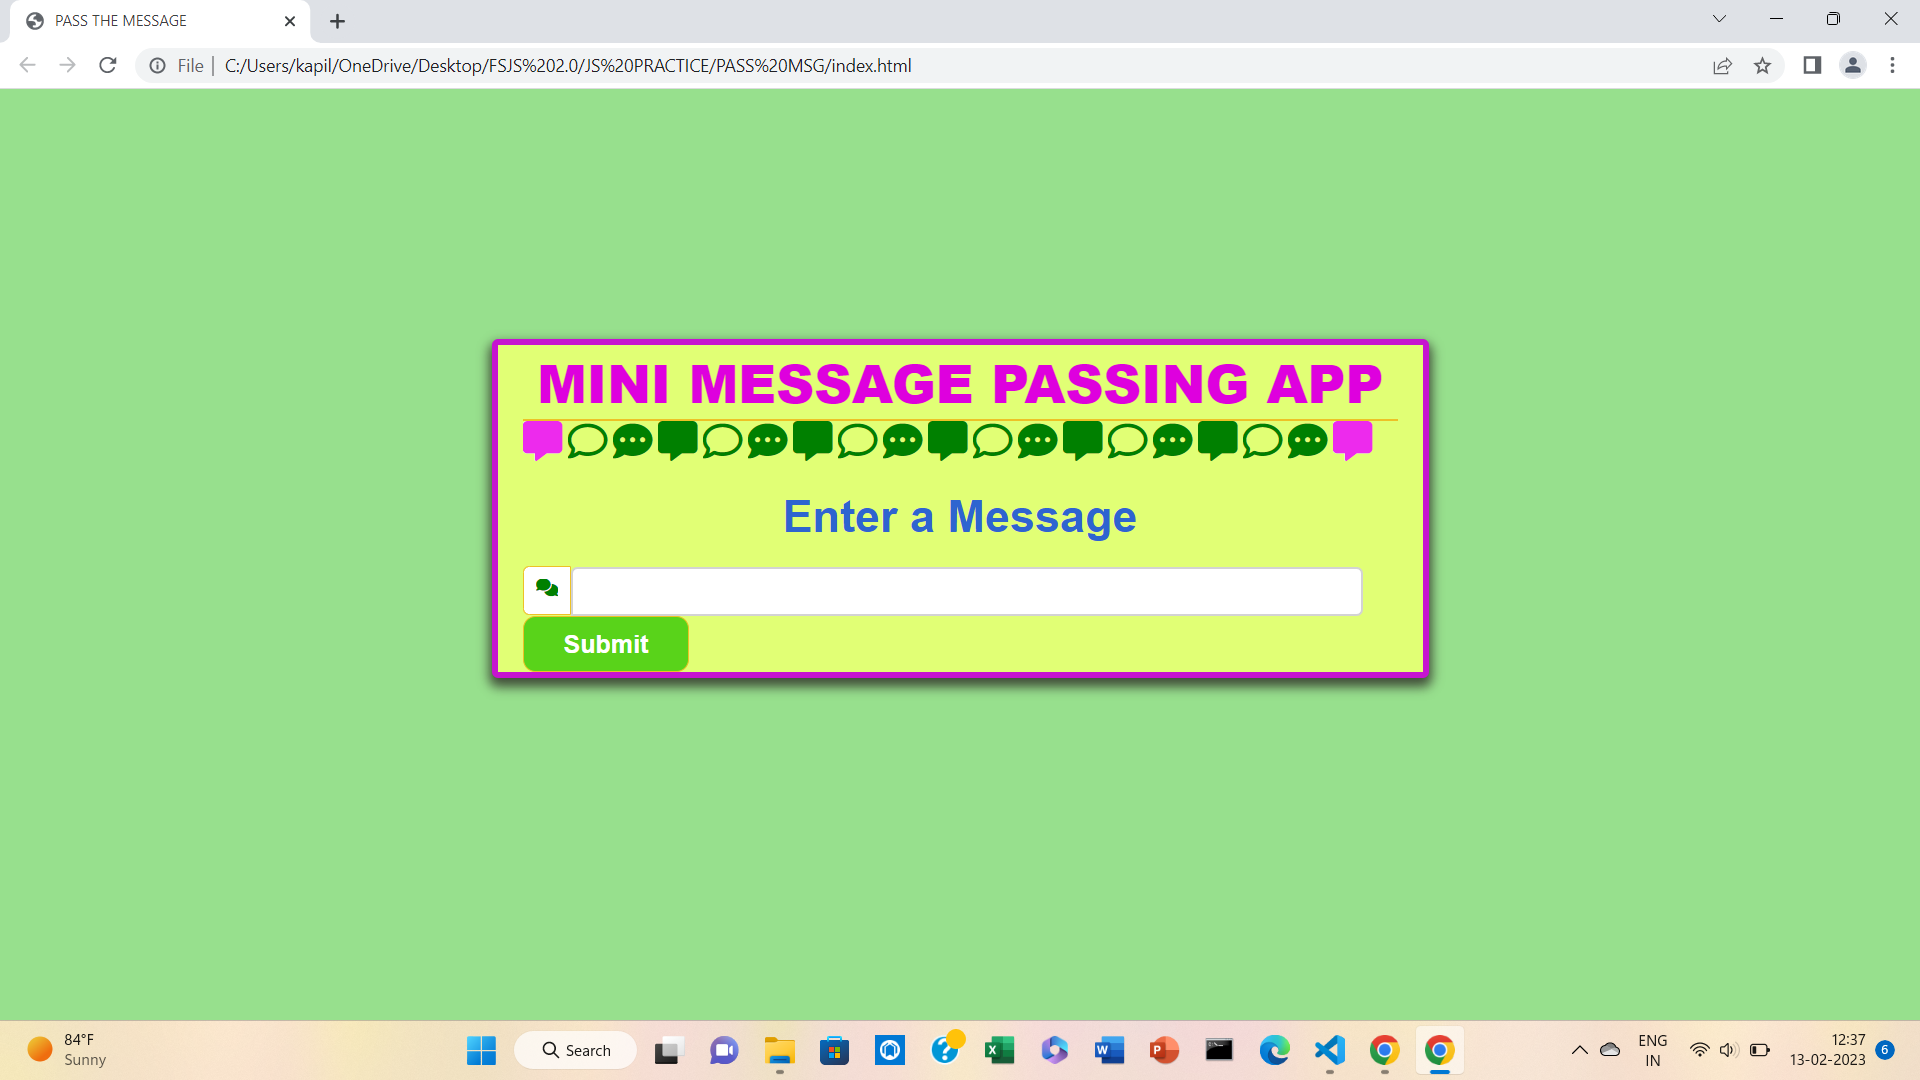 PASS THE MESSAGE
File
C:/Users/kapil/OneDrive/Desktop/FSJS%202.0/JS%20PRACTICE/PASS%20MSG/index.html
MINI MESSAGE PASSING APP
Enter a Message
Submit
84°F
Sunny
Search
ENG
IN
12:37
13-02-2023
6